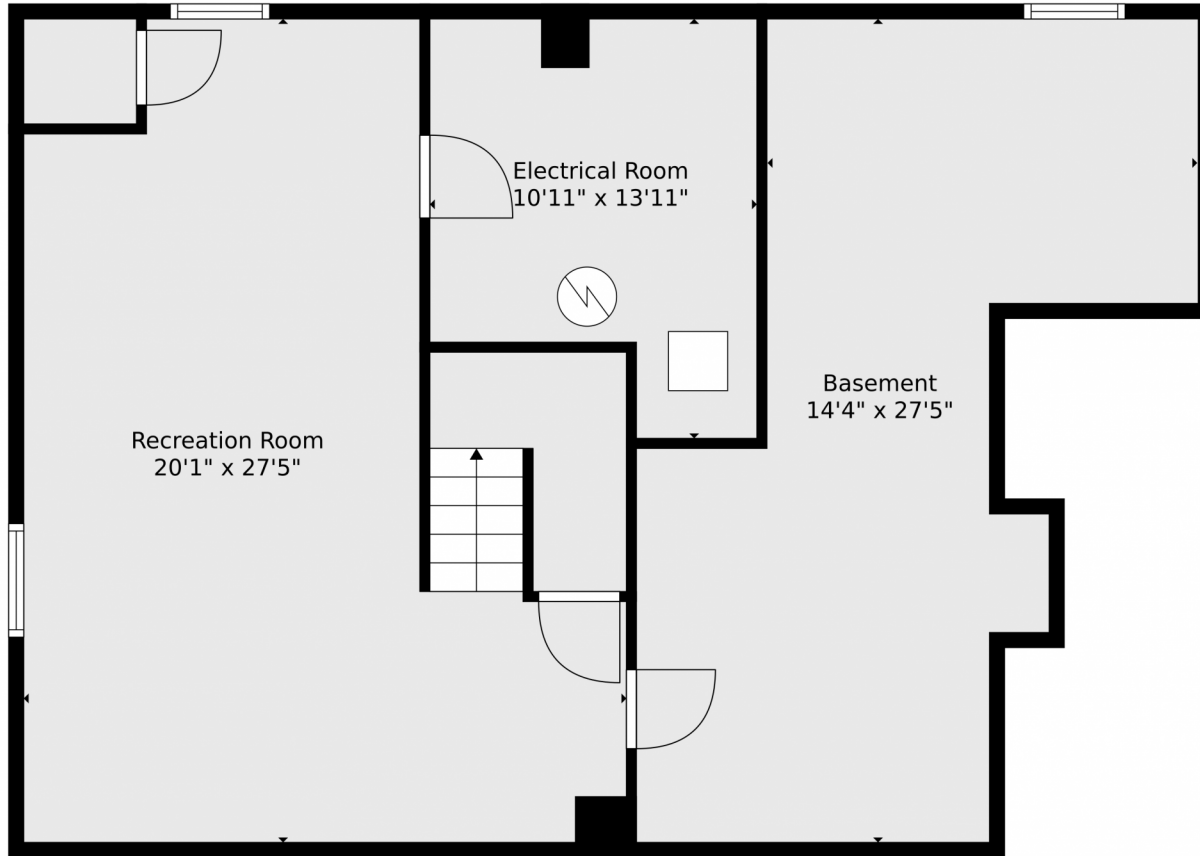 Electrical Room
10'11" x 13'11"
Basement
14'4" x 27'5"
Recreation Room
20'1" x 27'5"